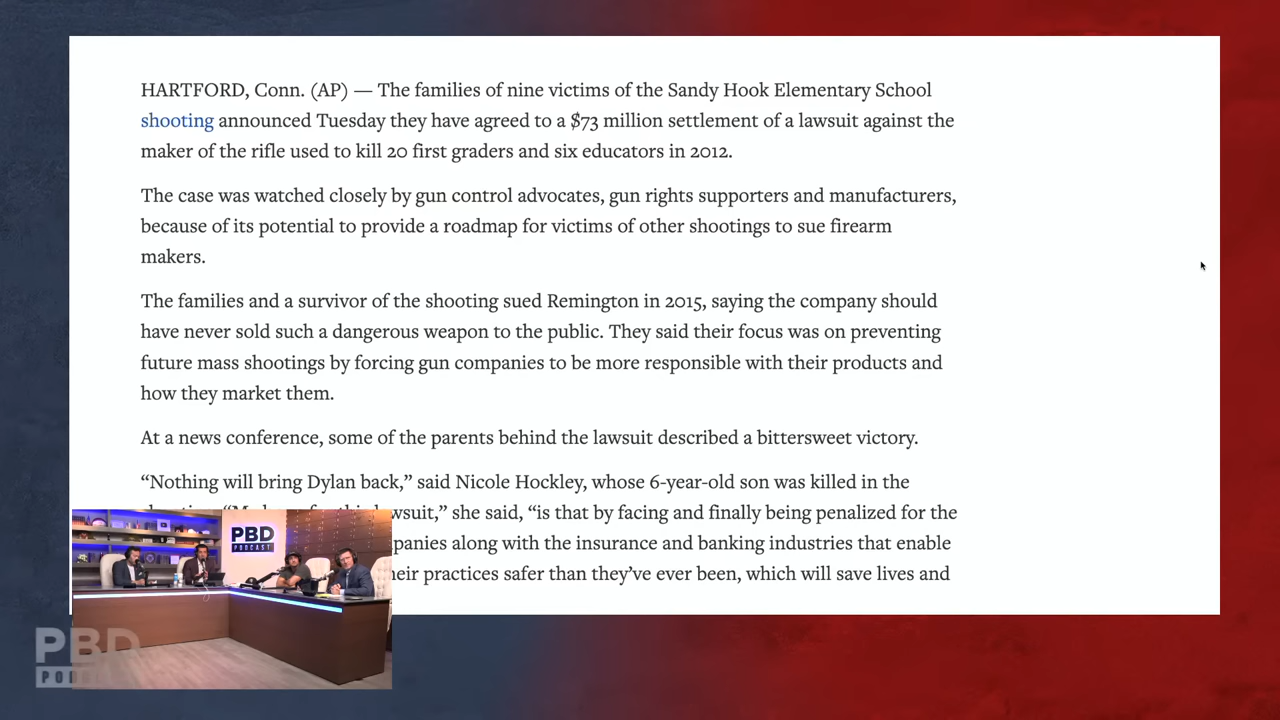 HARTFORD, Conn. (AP) — The families of nine victims of the Sandy Hook Elementary School
shooting announced Tuesday they have agreed to a $73 million settlement of a lawsuit against the
maker of the rifle used to kill 20 first graders and six educators in 2012.
The case was watched closely by gun control advocates, gun rights supporters and manufacturers,
because of its potential to provide a roadmap for victims of other shootings to sue firearm
makers.
The families and a survivor of the shooting sued Remington in 2015, saying the company should
have never sold such a dangerous weapon to the public. They said their focus was on preventing
future mass shootings by forcing gun companies to be more responsible with their products and
how they market them.
At a news conference, some of the parents behind the lawsuit described a bittersweet victory.
“Nothing will bring Dylan back,” said Nicole Hockley, whose 6-year-old son was killed in the
she said, “is that by facing and finally being penalized for the
along with the insurance and banking industries that enable
practices safer than they’ve ever been, which will save lives and
PBD
PODCAST
PBD